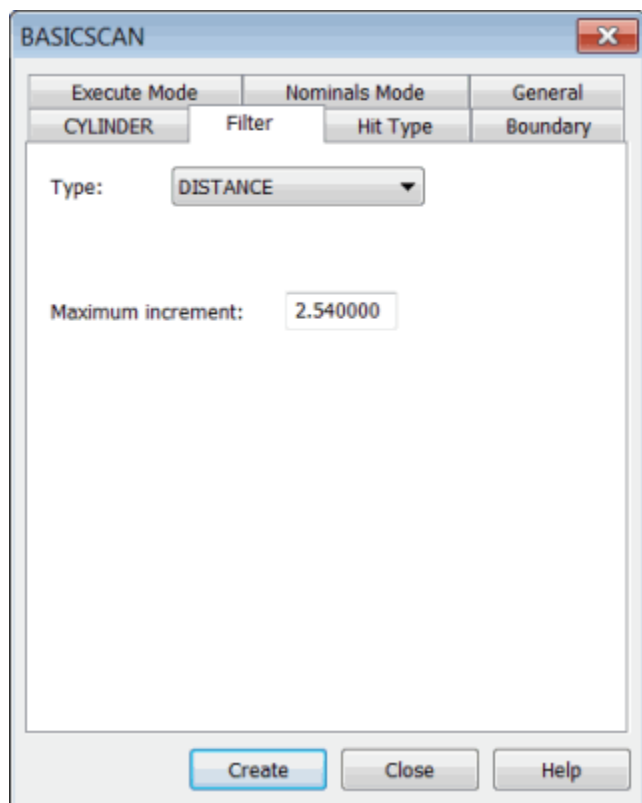 BASICSCAN
Execute Mode Nominals Mode General
CYLINDER Filter Hit Type Boundary
Type: DISTANCE
Maximum increment: 2.540000
Create Close Help